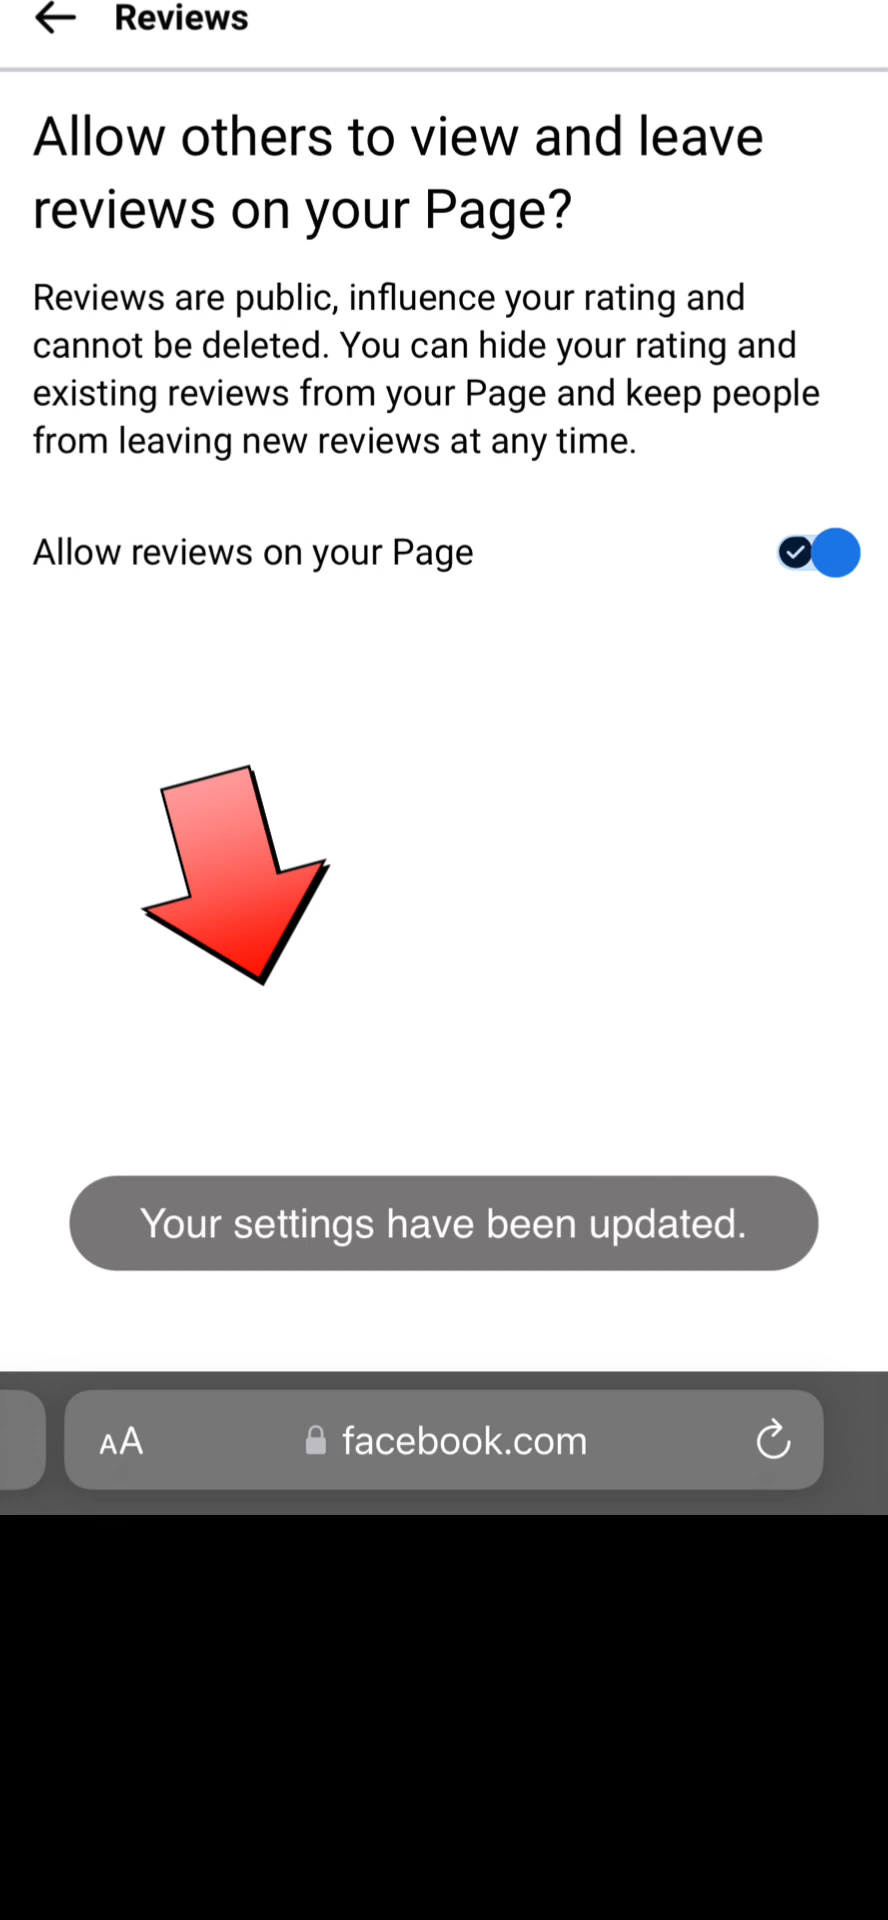 Reviews
Allow others to view and leave
reviews on your Page?
Reviews are public, influence your rating and
cannot be deleted. You can hide your rating and
existing reviews from your Page and keep people
from leaving new reviews at any time.
Allow reviews on your Page
Your settings have been updated.
AA facebook.com